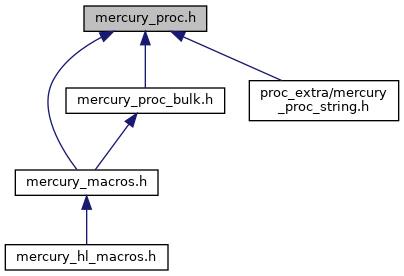 mercury_proc.h
mercury_proc_bulk.h
proc_extra/mercury
_proc_string.h
mercury_macros.h
mercury_hl_macros.h